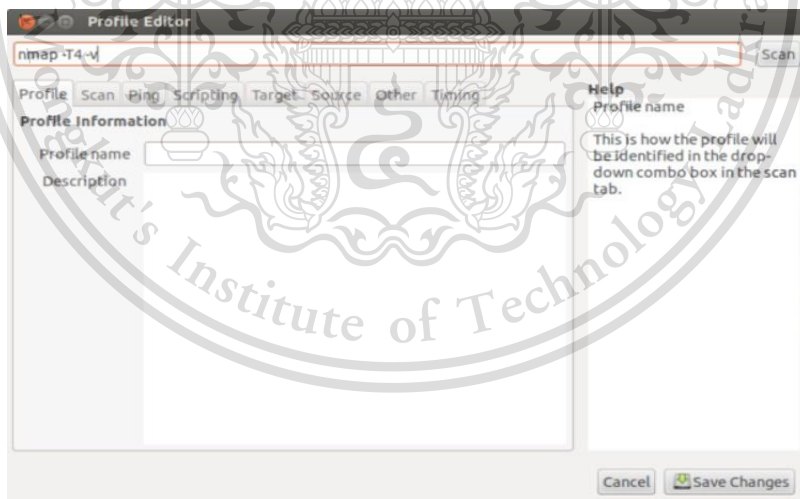 Profile Editor
nmap -T4 -v
Scan
Profile Scan Ping Scripting Target Source Other Timing
Profile Information
Profile name
Description
Help
Profile name
This is how the profile will
be identified in the drop-
down combo box in the scan
tab.
Cancel
Save Changes
Institute of Technology Ladkra